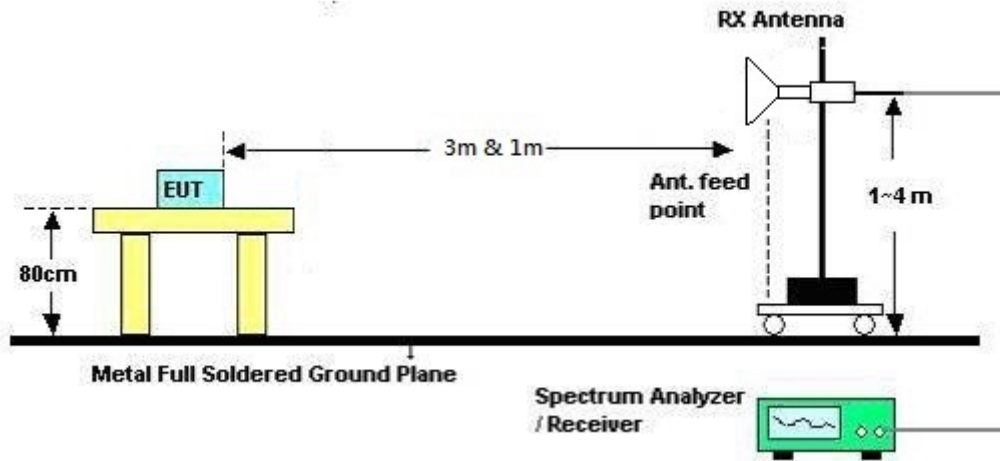 RX Antenna
3m & 1m
EUT
Ant. feed
point
1~4 m
80cm
Metal Full Soldered Ground Plane
Spectrum Analyzer
/ Receiver